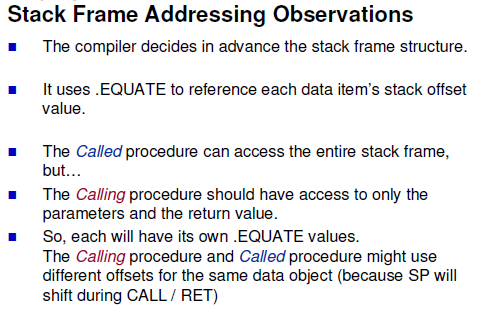 Stack Frame Addressing Observations
The compiler decides in advance the stack frame structure.
It uses .EQUATE to reference each data item's stack offset
value.
The Called procedure can access the entire stack frame,
but…
The Calling procedure should have access to only the
parameters and the return value.
So, each will have its own .EQUATE values.
The Calling procedure and Called procedure might use
different offsets for the same data object (because SP will
shift during CALL / RET)